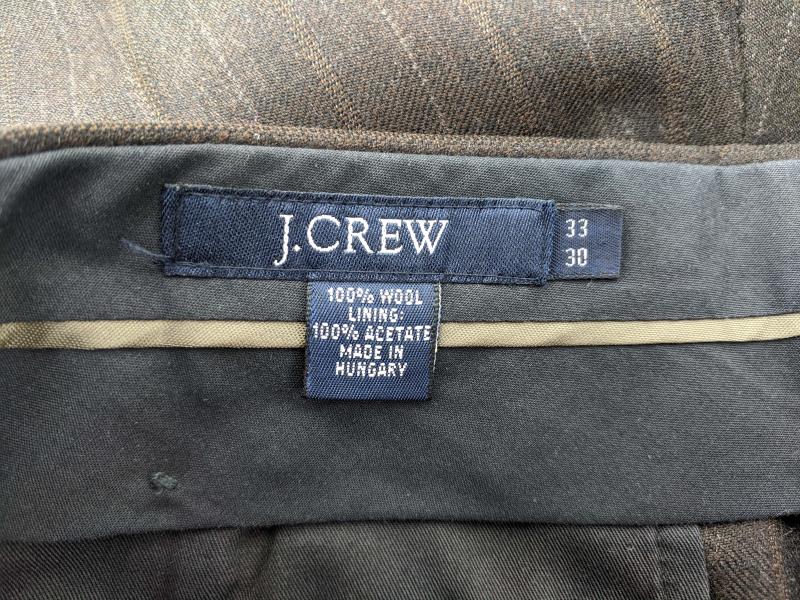 J.CREW
33
30
100% WOOL
LINING:
100% ACETATE
MADE IN
HUNGARY